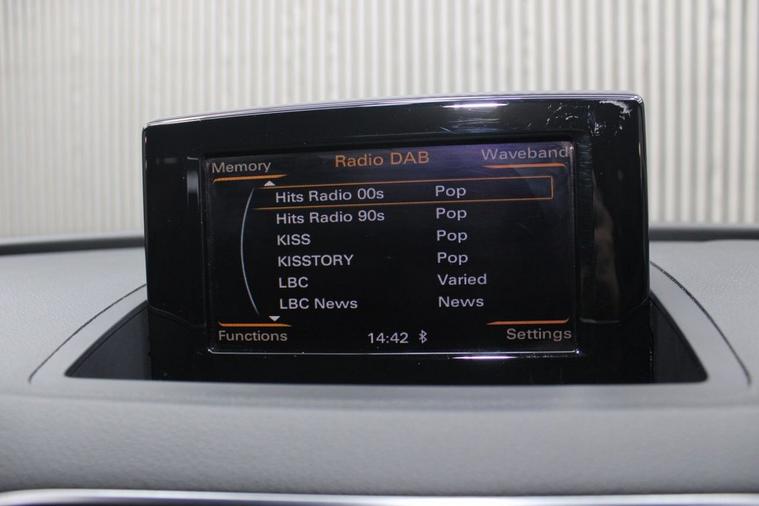 Memory Radio DAB Waveband
Hits Radio 00s Pop
Hits Radio 90s Pop
KISS Pop
KISSTORY Pop
LBC Varied
LBC News News
Functions 14:42 Settings